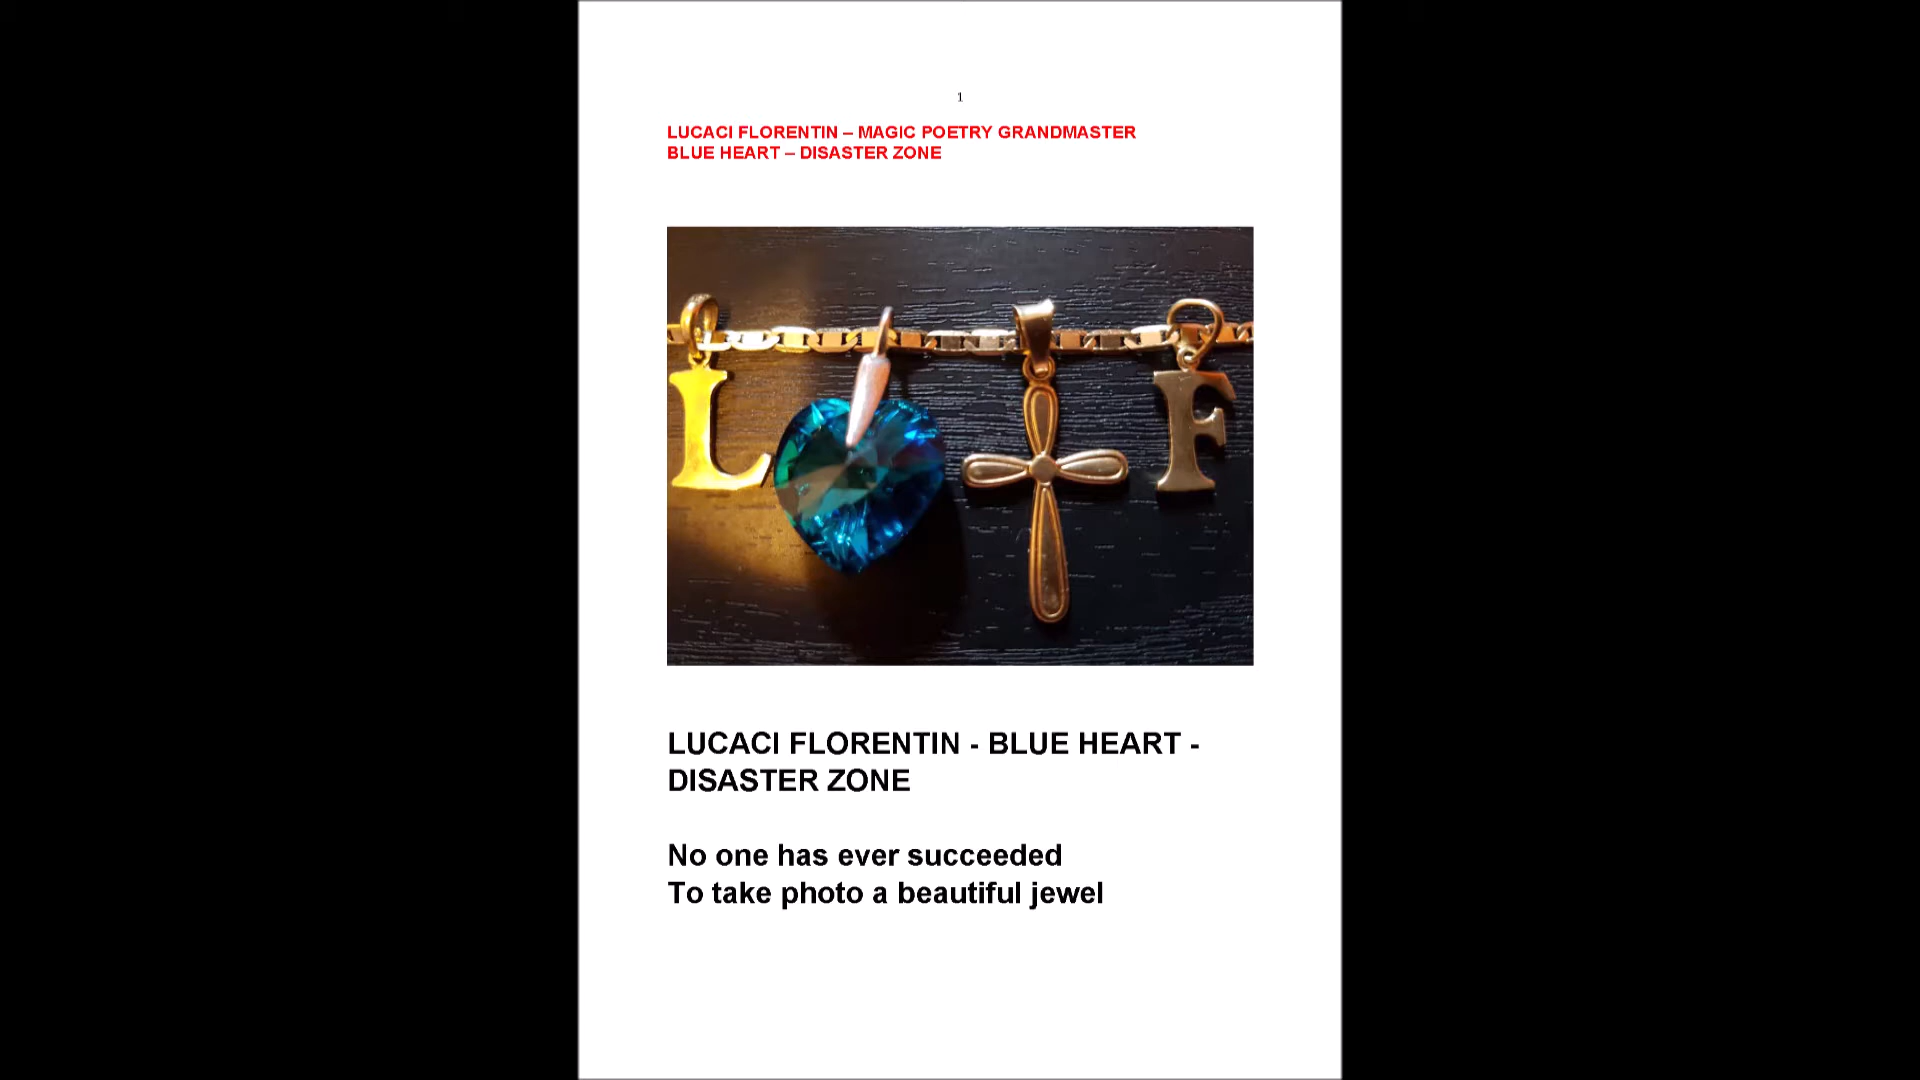 1
LUCACI FLORENTIN – MAGIC POETRY GRANDMASTER
BLUE HEART – DISASTER ZONE
L F
LUCACI FLORENTIN - BLUE HEART -
DISASTER ZONE
No one has ever succeeded
To take photo a beautiful jewel